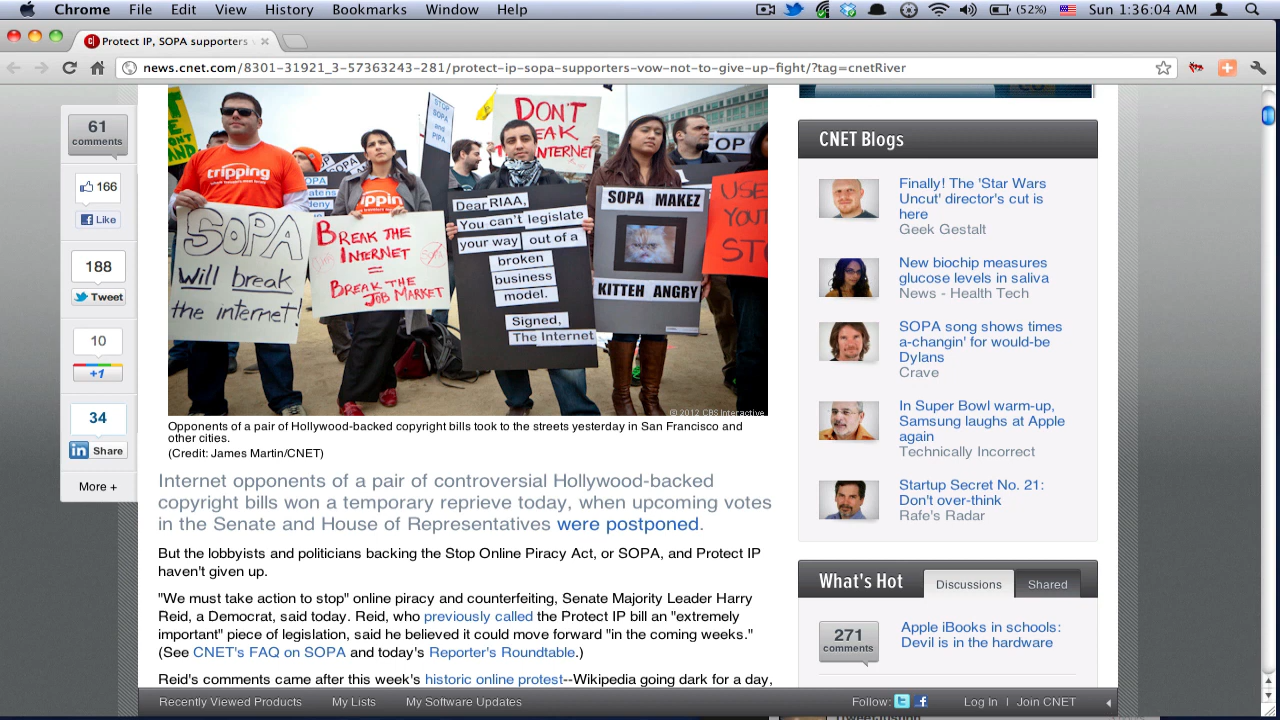 Chrome File Edit View History Bookmarks Window Help (52%) Sun 1:36:04 AM
Protect IP, SOPA supporters
news.cnet.com/8301-31921_3-57363243-281/protect-ip-sopa-supporters-vow-not-to-give-up-fight/?tag=cnetRiver
61
comments
166
Like
188
Tweet
10
+1
34
Share
More +
STOP
SOPA
and
PIPA
DON'T
INTERNET
tripping
SOPA
will break
the internet!
BREAK THE
INTERNET
=
BREAK THE
JOB MARKET
Dear RIAA,
You can't legislate
your way out of a
broken
business
model.
Signed,
The Internet
SOPA MAKEZ
KITTEH ANGRY
© 2012 CBS Interactive
Opponents of a pair of Hollywood-backed copyright bills took to the streets yesterday in San Francisco and
other cities.
(Credit: James Martin/CNET)
Internet opponents of a pair of controversial Hollywood-backed
copyright bills won a temporary reprieve today, when upcoming votes
in the Senate and House of Representatives were postponed.
But the lobbyists and politicians backing the Stop Online Piracy Act, or SOPA, and Protect IP
haven't given up.
"We must take action to stop" online piracy and counterfeiting, Senate Majority Leader Harry
Reid, a Democrat, said today. Reid, who previously called the Protect IP bill an "extremely
important" piece of legislation, said he believed it could move forward "in the coming weeks."
(See CNET's FAQ on SOPA and today's Reporter's Roundtable.)
Reid's comments came after this week's historic online protest--Wikipedia going dark for a day,
CNET Blogs
Finally! The 'Star Wars
Uncut' director's cut is
here
Geek Gestalt
New biochip measures
glucose levels in saliva
News - Health Tech
SOPA song shows times
a-changin' for would-be
Dylans
Crave
In Super Bowl warm-up,
Samsung laughs at Apple
again
Technically Incorrect
Startup Secret No. 21:
Don't over-think
Rafe's Radar
What's Hot Discussions Shared
271
comments
Apple iBooks in schools:
Devil is in the hardware
Recently Viewed Products My Lists My Software Updates Follow: Log In | Join CNET